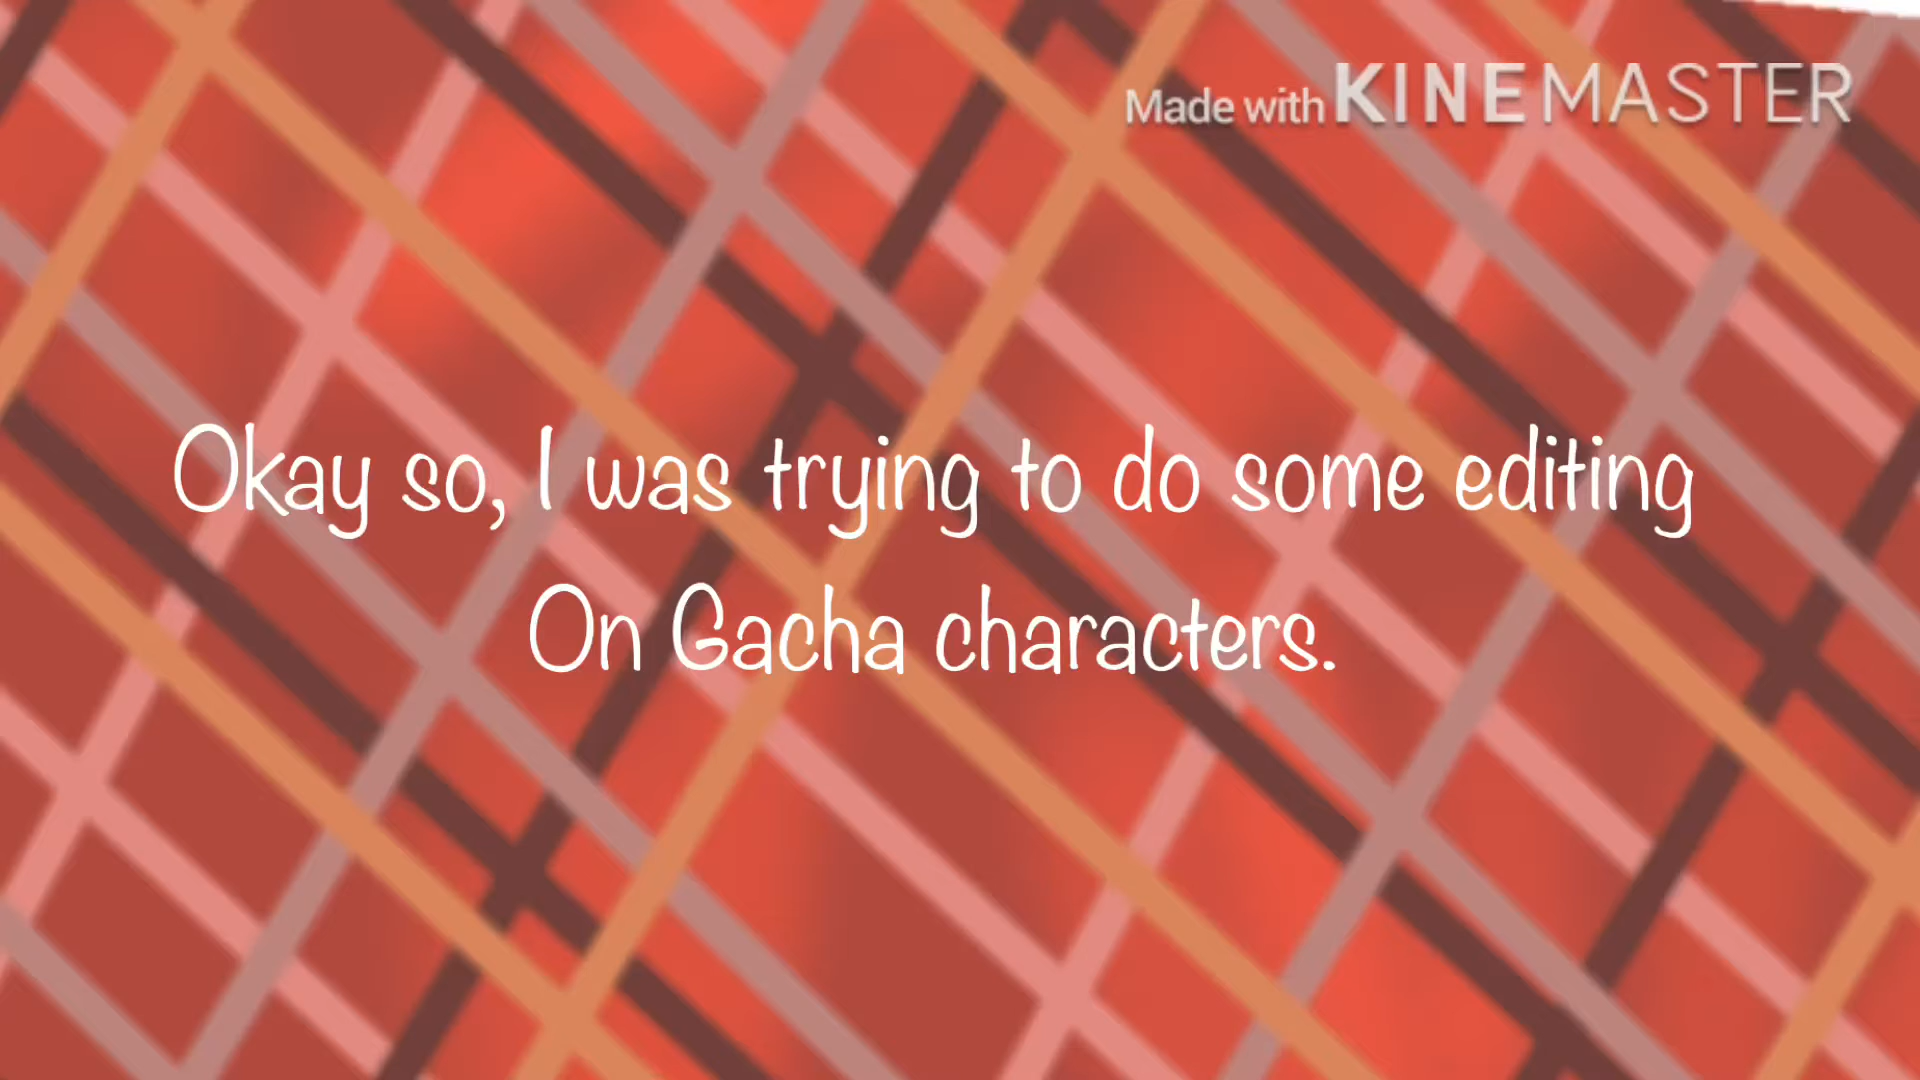 Made with KINEMASTER
Okay so, I was trying to do some editing
On Gacha characters.